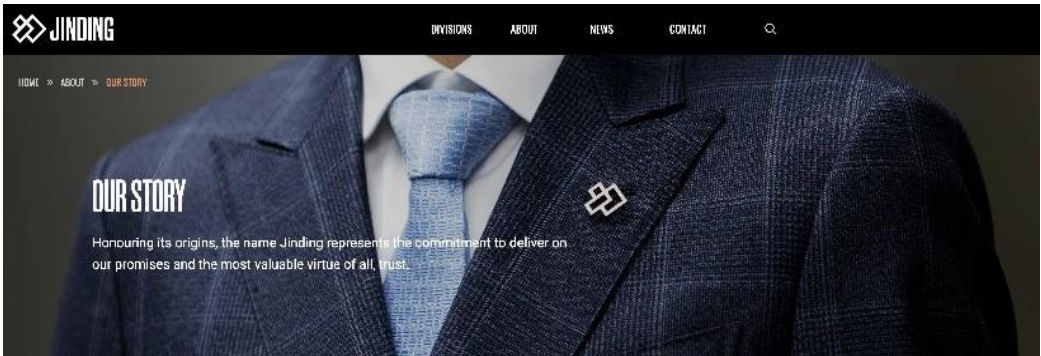 JINDING
DIVISIONS ABOUT NEWS CONTACT
HOME » ABOUT » OUR STORY
OUR STORY
Honouring its origins, the name Jinding represents the commitment to deliver on
our promises and the most valuable virtue of all, trust.